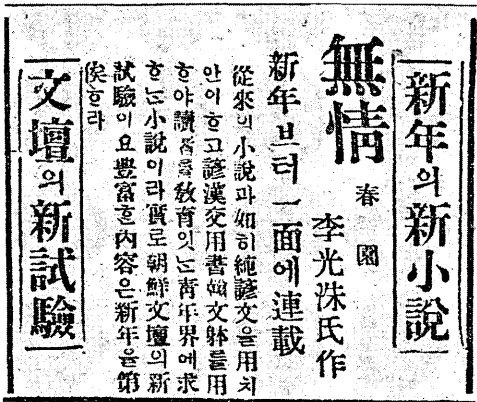 新年의新小說
無情
春園
李光洙氏作
新年브터一面에連載
從來의小說과如히純諺文을用치
안이ᄒᆞ고諺漢交用書翰文軆를用
ᄒᆞ야讀者를敎育잇ᄂᆞᆫ靑年界에求
ᄒᆞᄂᆞᆫ小說이라實로朝鮮文壇의新
試驗이요豊富ᄒᆞᆫ內容은新年을第
俟ᄒᆞ라
文壇의新試驗